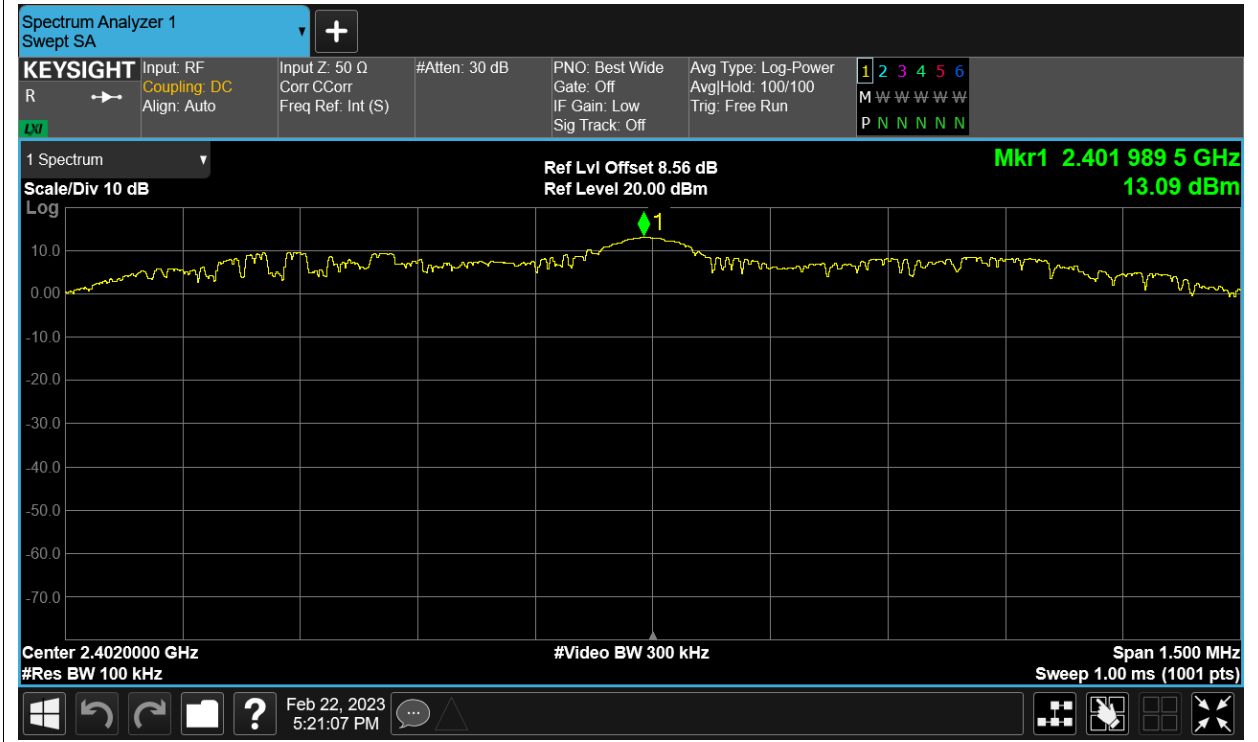 Spectrum Analyzer 1
Swept SA
▼
+
KEYSIGHT
R
LXI
Input: RF
Coupling: DC
Align: Auto
Input Z: 50 Ω
Corr CCorr
Freq Ref: Int (S)
#Atten: 30 dB
PNO: Best Wide
Gate: Off
IF Gain: Low
Sig Track: Off
Avg Type: Log-Power
Avg|Hold: 100/100
Trig: Free Run
1 2 3 4 5 6
M W W W W W
P N N N N N
1 Spectrum ▼
Scale/Div 10 dB
Ref Lvl Offset 8.56 dB
Ref Level 20.00 dBm
Mkr1 2.401 989 5 GHz
13.09 dBm
Log
1
10.0
0.00
-10.0
-20.0
-30.0
-40.0
-50.0
-60.0
-70.0
Center 2.4020000 GHz
#Res BW 100 kHz
#Video BW 300 kHz
Span 1.500 MHz
Sweep 1.00 ms (1001 pts)
?
Feb 22, 2023
5:21:07 PM